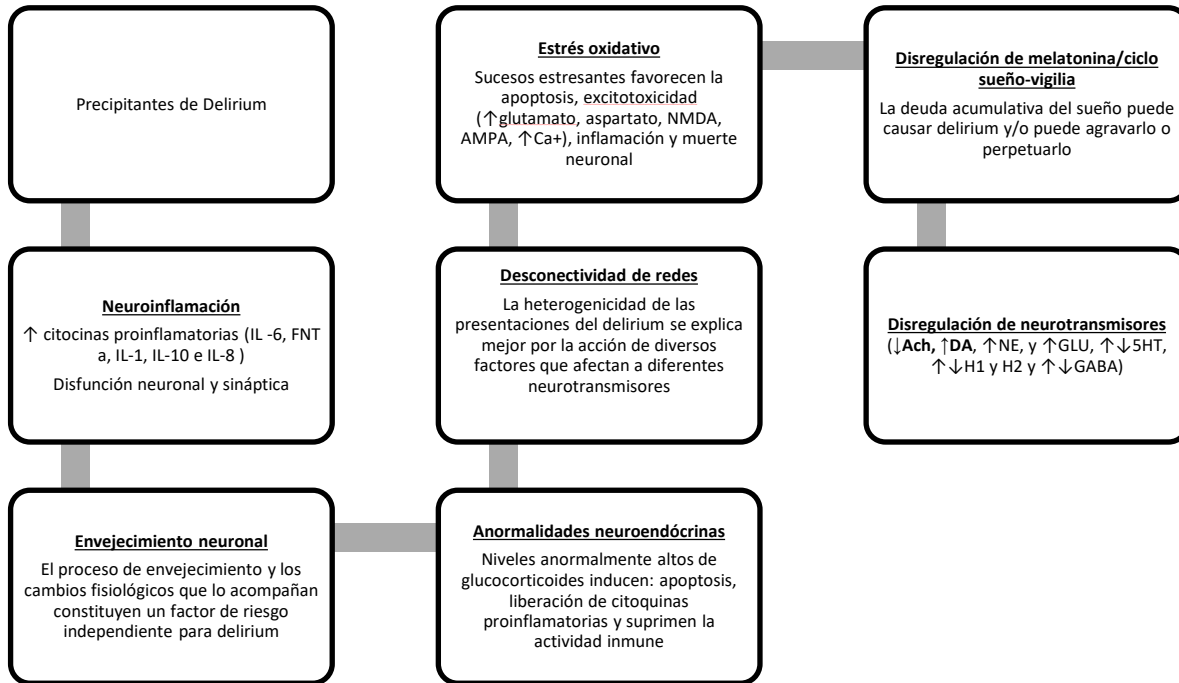 Precipitantes de Delirium
Neuroinflamación
↑ citocinas proinflamatorias (IL -6, FNT
a, IL-1, IL-10 e IL-8 )
Disfunción neuronal y sináptica
Envejecimiento neuronal
El proceso de envejecimiento y los
cambios fisiológicos que lo acompañan
constituyen un factor de riesgo
independiente para delirium
Anormalidades neuroendócrinas
Niveles anormalmente altos de
glucocorticoides inducen: apoptosis,
liberación de citoquinas
proinflamatorias y suprimen la
actividad inmune
Desconectividad de redes
La heterogenicidad de las
presentaciones del delirium se explica
mejor por la acción de diversos
factores que afectan a diferentes
neurotransmisores
Estrés oxidativo
Sucesos estresantes favorecen la
apoptosis, excitotoxicidad
(↑glutamato, aspartato, NMDA,
AMPA, ↑Ca+), inflamación y muerte
neuronal
Disregulación de melatonina/ciclo
sueño-vigilia
La deuda acumulativa del sueño puede
causar delirium y/o puede agravarlo o
perpetuarlo
Disregulación de neurotransmisores
(↓Ach, ↑DA, ↑NE, y ↑GLU, ↑↓5HT,
↑↓H1 y H2 y ↑↓GABA)